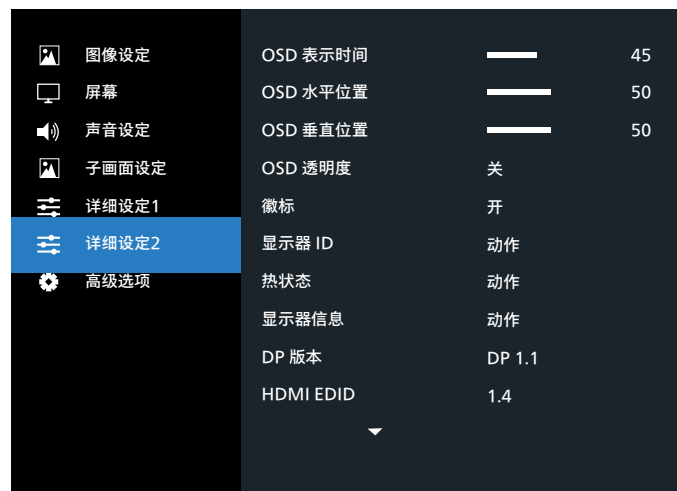 图像设定
屏幕
声音设定
子画面设定
详细设定1
详细设定2
高级选项
OSD 表示时间 45
OSD 水平位置 50
OSD 垂直位置 50
OSD 透明度 关
徽标 开
显示器 ID 动作
热状态 动作
显示器信息 动作
DP 版本 DP 1.1
HDMI EDID 1.4